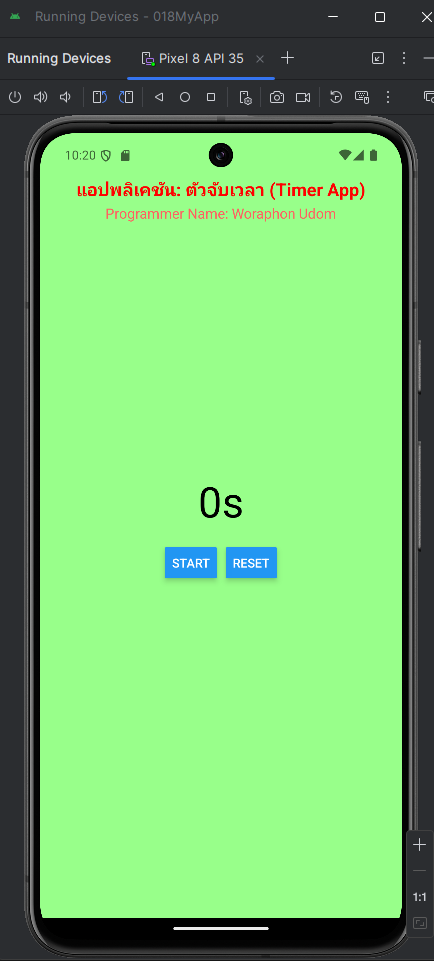 Running Devices - 018MyApp
Running Devices
Pixel 8 API 35
10:20
แอปพลิเคชัน: ตัวจับเวลา (Timer App)
Programmer Name: Woraphon Udom
0s
START
RESET
1:1